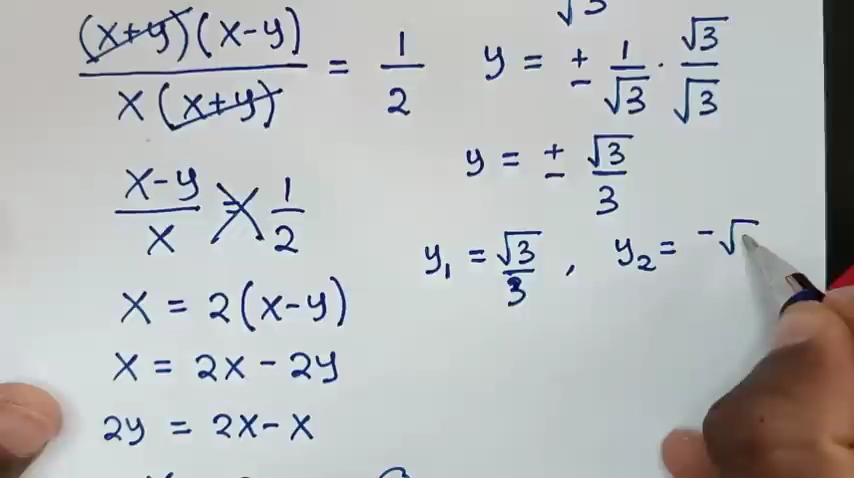 (x+y)(x-y) / x(x+y) = 1/2
x-y / x = 1/2
x = 2(x-y)
x = 2x - 2y
2y = 2x - x
√3
y = ± 1/√3 · √3/√3
y = ± √3/3
y₁ = √3/3 , y₂ = -√